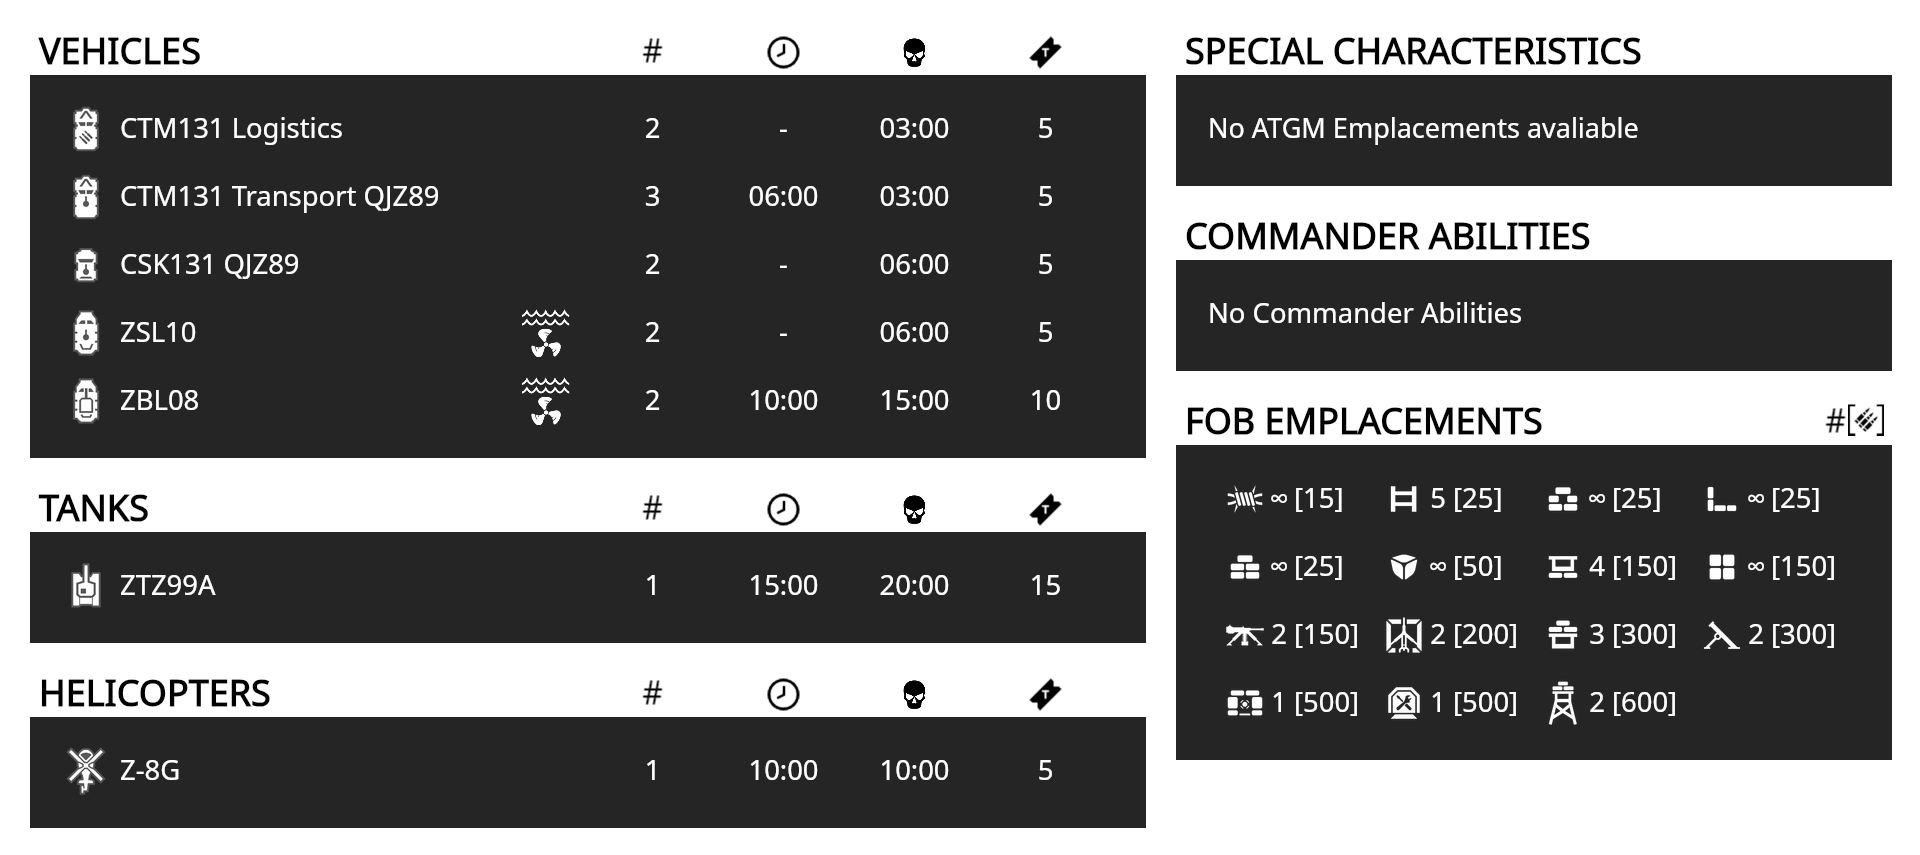 VEHICLES #
CTM131 Logistics 2 - 03:00 5
CTM131 Transport QJZ89 3 06:00 03:00 5
CSK131 QJZ89 2 - 06:00 5
ZSL10 2 - 06:00 5
ZBL08 2 10:00 15:00 10
TANKS #
ZTZ99A 1 15:00 20:00 15
HELICOPTERS #
Z-8G 1 10:00 10:00 5
SPECIAL CHARACTERISTICS
No ATGM Emplacements avaliable
COMMANDER ABILITIES
No Commander Abilities
FOB EMPLACEMENTS #[]
∞ [15] 5 [25] ∞ [25] ∞ [25]
∞ [25] ∞ [50] 4 [150] ∞ [150]
2 [150] 2 [200] 3 [300] 2 [300]
1 [500] 1 [500] 2 [600]